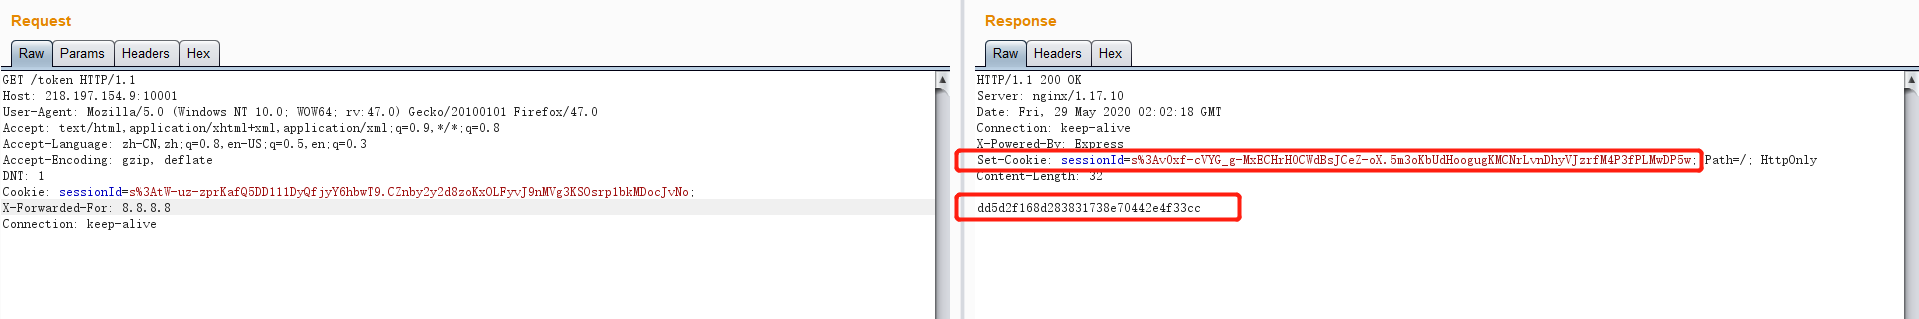 Request
Raw Params Headers Hex
GET /token HTTP/1.1
Host: 218.197.154.9:10001
User-Agent: Mozilla/5.0 (Windows NT 10.0; WOW64; rv:47.0) Gecko/20100101 Firefox/47.0
Accept: text/html,application/xhtml+xml,application/xml;q=0.9,*/*;q=0.8
Accept-Language: zh-CN,zh;q=0.8,en-US;q=0.5,en;q=0.3
Accept-Encoding: gzip, deflate
DNT: 1
Cookie: sessionId=s%3AtW-uz-zprKafQ5DD111DyQfjyY6hbwT9.CZnby2y2d8zoKxOLFyvJ9nMVg3KSOsrp1bkMDocJvNo;
X-Forwarded-For: 8.8.8.8
Connection: keep-alive
Response
Raw Headers Hex
HTTP/1.1 200 OK
Server: nginx/1.17.10
Date: Fri, 29 May 2020 02:02:18 GMT
Connection: keep-alive
X-Powered-By: Express
Set-Cookie: sessionId=s%3Av0xf-cVYG_g-MxECHrH0CWdBsJCeZ-oX.5m3oKbUdHoogugKMCNrLvnDhyVJzrfM4P3fPLMwDP5w; Path=/; HttpOnly
Content-Length: 32
dd5d2f168d283831738e70442e4f33cc